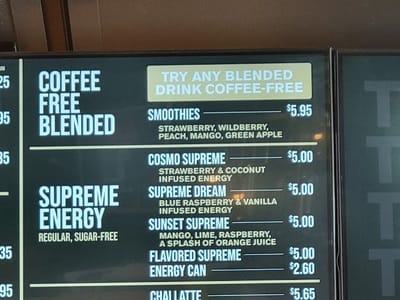 COFFEE
FREE
BLENDED
TRY ANY BLENDED
DRINK COFFEE-FREE
SMOOTHIES $5.95
STRAWBERRY, WILDBERRY,
PEACH, MANGO, GREEN APPLE
SUPREME
ENERGY
REGULAR, SUGAR-FREE
COSMO SUPREME $5.00
STRAWBERRY & COCONUT
INFUSED ENERGY
SUPREME DREAM $5.00
BLUE RASPBERRY & VANILLA
INFUSED ENERGY
SUNSET SUPREME $5.00
MANGO, LIME, RASPBERRY,
A SPLASH OF ORANGE JUICE
FLAVORED SUPREME $5.00
ENERGY CAN $2.60
CHAI LATTE $5.65